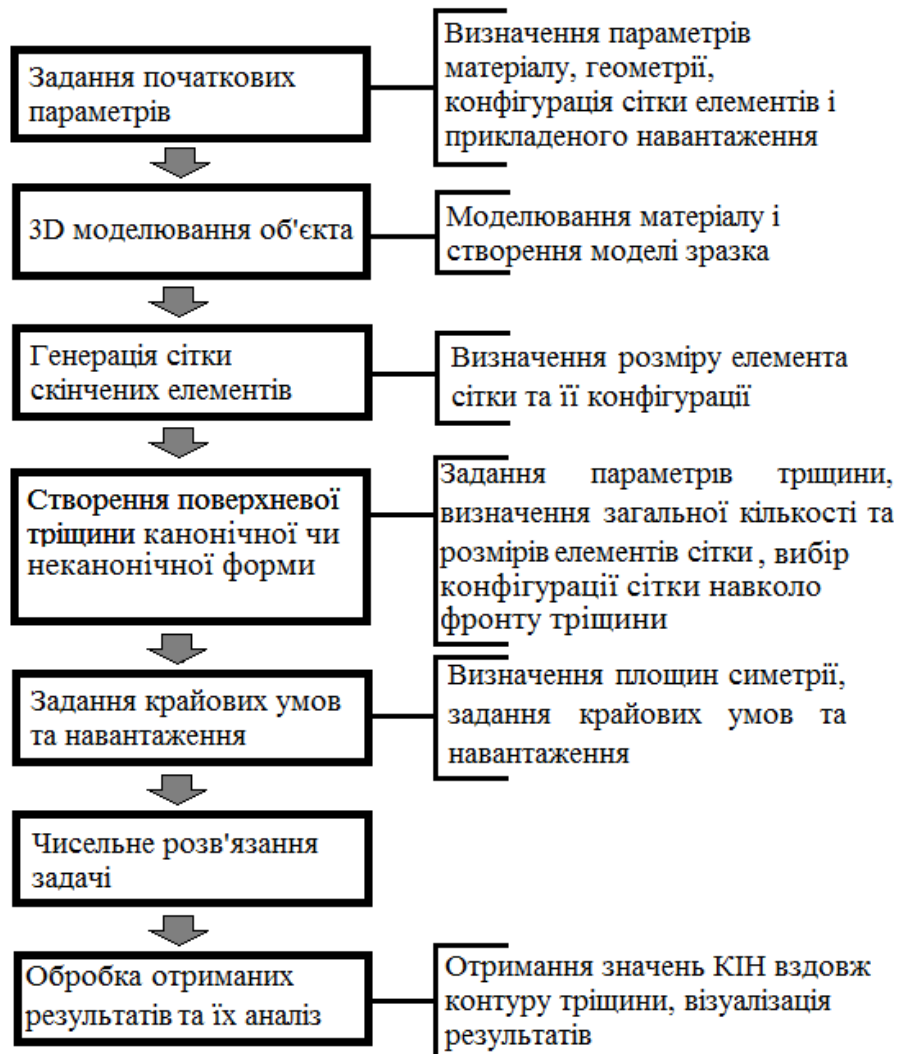 Задання початкових
параметрів
Визначення параметрів
матеріалу, геометрії,
конфігурація сітки елементів і
прикладеного навантаження
3D моделювання об'єкта
Моделювання матеріалу і
створення моделі зразка
Генерація сітки
скінчених елементів
Визначення розміру елемента
сітки та її конфігурації
Створення поверхневої
тріщини канонічної чи
неканонічної форми
Задання параметрів трщини,
визначення загальної кількості та
розмірів елементів сітки , вибір
конфігурації сітки навколо
фронту тріщини
Задання крайових умов
та навантаження
Визначення площин симетрії,
задання крайових умов та
навантаження
Чисельне розв'язання
задачі
Обробка отриманих
результатів та їх аналіз
Отримання значень КІН вздовж
контуру тріщини, візуалізація
результатів